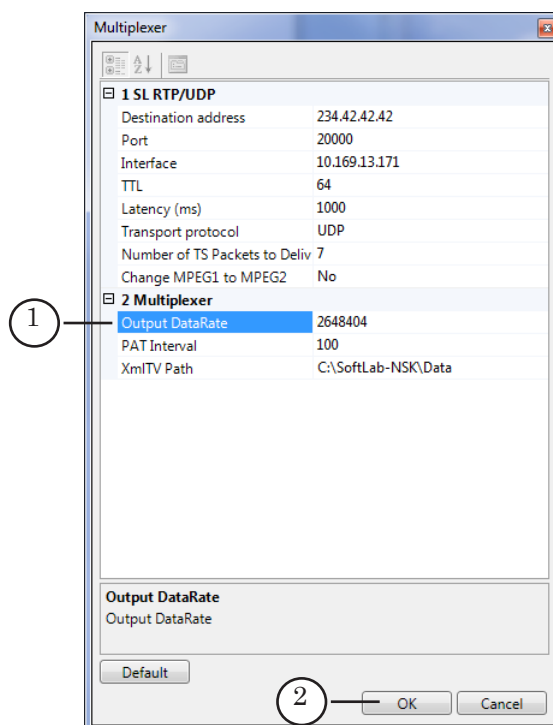 Multiplexer
1 SL RTP/UDP
Destination address 234.42.42.42
Port 20000
Interface 10.169.13.171
TTL 64
Latency (ms) 1000
Transport protocol UDP
Number of TS Packets to Deliv 7
Change MPEG1 to MPEG2 No
2 Multiplexer
1
Output DataRate 2648404
PAT Interval 100
XmlTV Path C:\SoftLab-NSK\Data
Output DataRate
Output DataRate
Default
2
OK Cancel